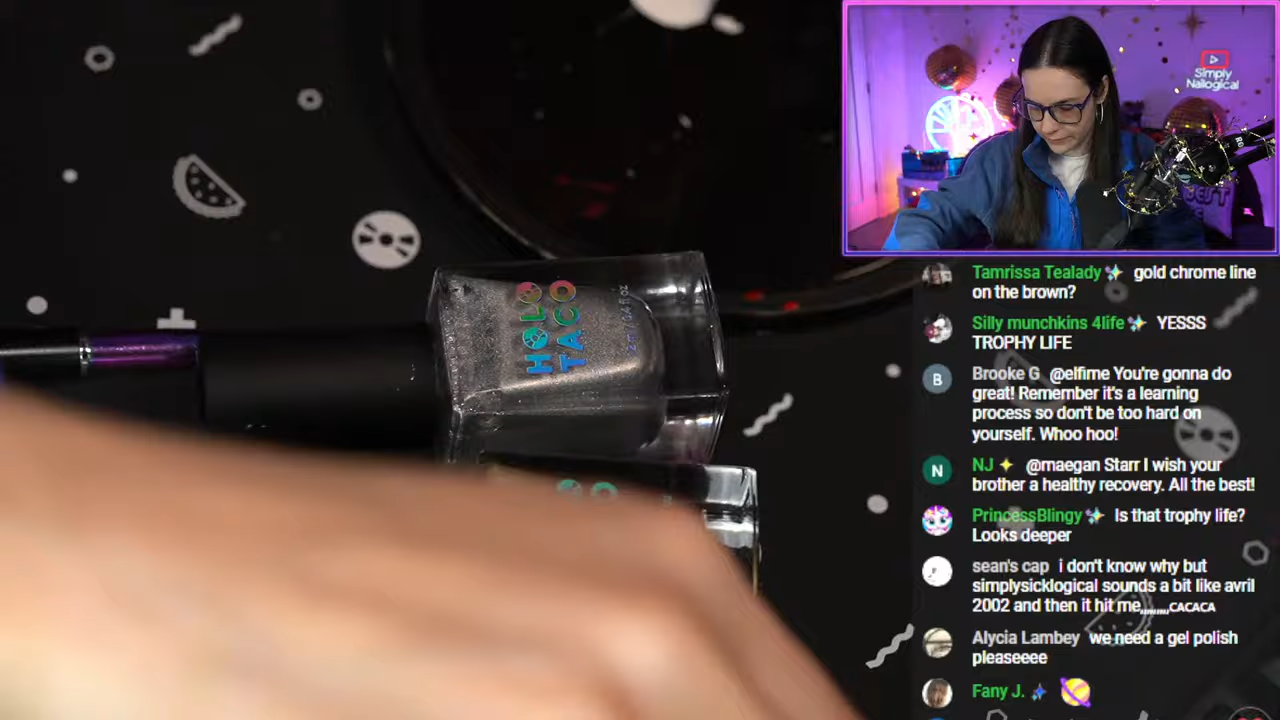 Simply
Nailogical
HOLO
TACO
BEST
Tamrissa Tealady gold chrome line
on the brown?
Silly munchkins 4life YESSS
TROPHY LIFE
B
Brooke G @elfime You're gonna do
great! Remember it's a learning
process so don't be too hard on
yourself. Whoo hoo!
N
NJ @maegan Starr I wish your
brother a healthy recovery. All the best!
PrincessBlingy Is that trophy life?
Looks deeper
sean's cap i don't know why but
simplysicklogical sounds a bit like avril
2002 and then it hit me,,,,,,,,,CACACA
Alycia Lambey we need a gel polish
pleaseeee
Fany J.